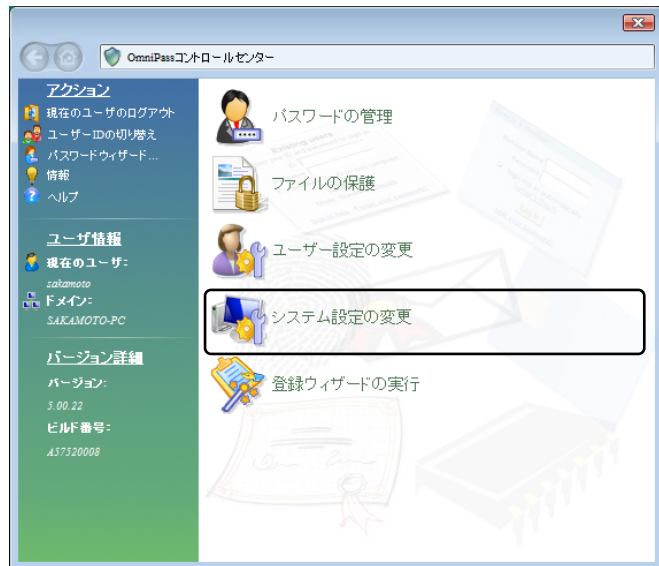 OmniPassコントロールセンター
アクション
現在のユーザのログアウト
ユーザーIDの切り替え
パスワードウィザード...
情報
ヘルプ
ユーザ情報
現在のユーザ:
sakamoto
ドメイン:
SAKAMOTO-PC
バージョン詳細
バージョン:
5.00.22
ビルド番号:
A57520008
パスワードの管理
ファイルの保護
ユーザー設定の変更
システム設定の変更
登録ウィザードの実行